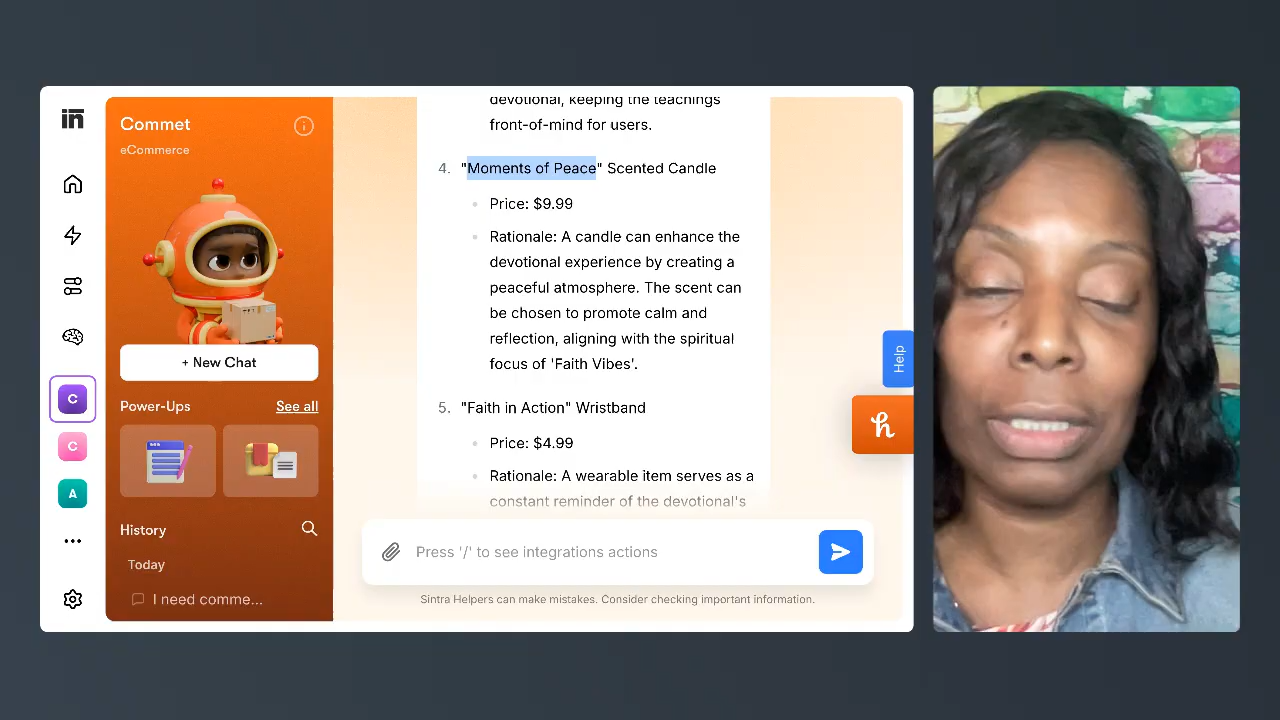 Commet
eCommerce
+ New Chat
Power-Ups
See all
History
Today
I need comme...
C
C
A
devotional, keeping the teachings
front-of-mind for users.
4. "Moments of Peace" Scented Candle
Price: $9.99
Rationale: A candle can enhance the
devotional experience by creating a
peaceful atmosphere. The scent can
be chosen to promote calm and
reflection, aligning with the spiritual
focus of 'Faith Vibes'.
5. "Faith in Action" Wristband
Price: $4.99
Rationale: A wearable item serves as a
constant reminder of the devotional's
Press '/' to see integrations actions
Sintra Helpers can make mistakes. Consider checking important information.
Help
h